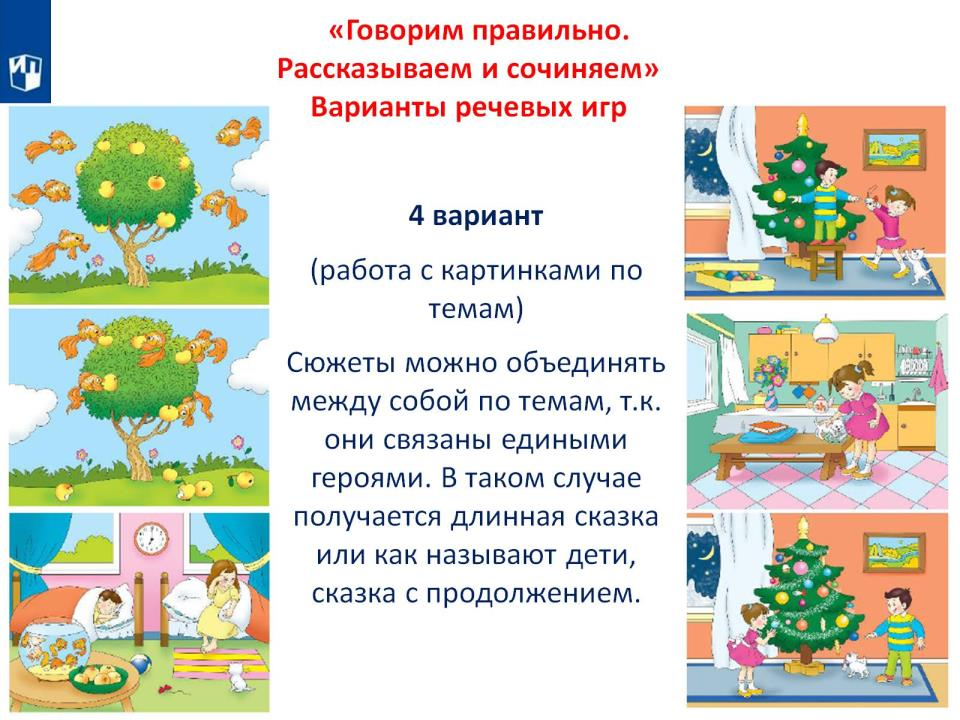 ИП
«Говорим правильно.
Рассказываем и сочиняем»
Варианты речевых игр
4 вариант
(работа с картинками по
темам)
Сюжеты можно объединять
между собой по темам, т.к.
они связаны едиными
героями. В таком случае
получается длинная сказка
или как называют дети,
сказка с продолжением.